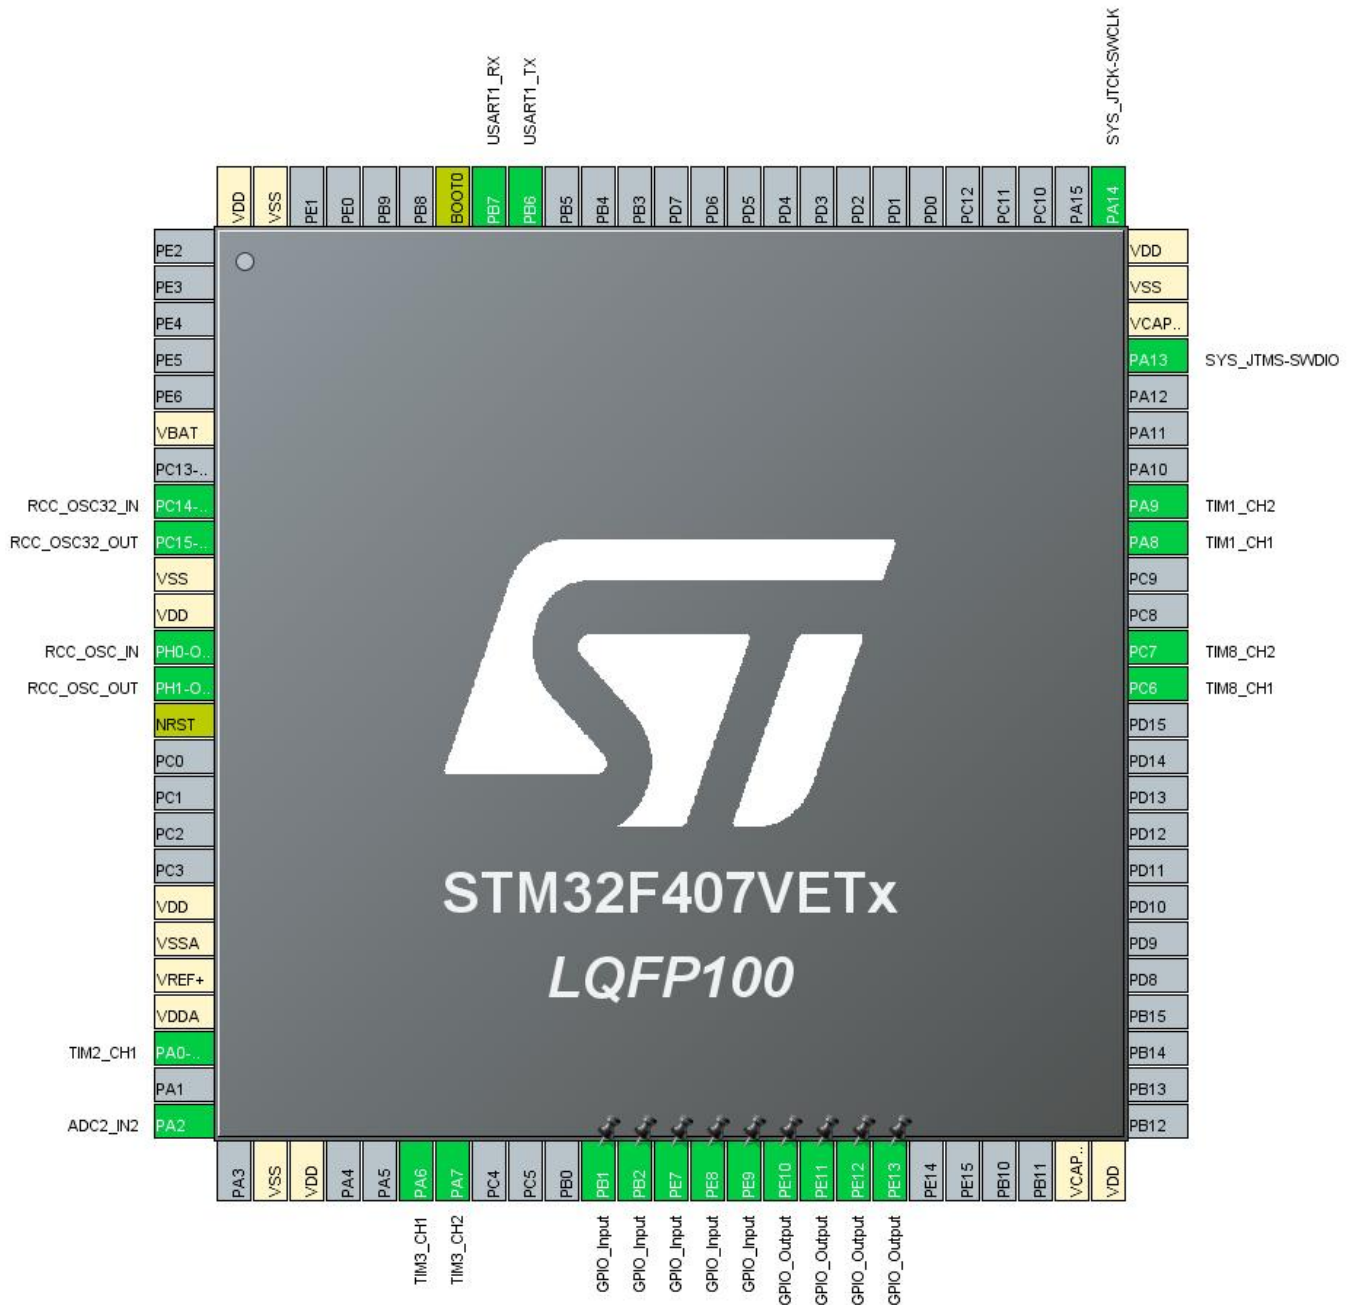 USART1_RX
USART1_TX
SYS_JTCK-SWCLK
VDD
VSS
PE1
PE0
PB9
PB8
BOOT0
PB7
PB6
PB5
PB4
PB3
PD7
PD6
PD5
PD4
PD3
PD2
PD1
PD0
PC12
PC11
PC10
PA15
PA14
PE2
PE3
PE4
PE5
PE6
VBAT
PC13-..
RCC_OSC32_IN PC14-..
RCC_OSC32_OUT PC15-..
VSS
VDD
RCC_OSC_IN PH0-O..
RCC_OSC_OUT PH1-O..
NRST
PC0
PC1
PC2
PC3
VDD
VSSA
VREF+
VDDA
TIM2_CH1 PA0-..
PA1
ADC2_IN2 PA2
STM32F407VETx
LQFP100
VDD
VSS
VCAP..
PA13 SYS_JTMS-SWDIO
PA12
PA11
PA10
PA9 TIM1_CH2
PA8 TIM1_CH1
PC9
PC8
PC7 TIM8_CH2
PC6 TIM8_CH1
PD15
PD14
PD13
PD12
PD11
PD10
PD9
PD8
PB15
PB14
PB13
PB12
PA3
VSS
VDD
PA4
PA5
PA6
PA7
PC4
PC5
PB0
PB1
PB2
PE7
PE8
PE9
PE10
PE11
PE12
PE13
PE14
PE15
PB10
PB11
VCAP..
VDD
TIM3_CH1
TIM3_CH2
GPIO_Input
GPIO_Input
GPIO_Input
GPIO_Input
GPIO_Input
GPIO_Output
GPIO_Output
GPIO_Output
GPIO_Output